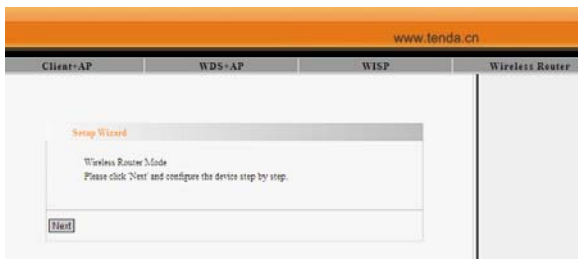 www.tenda.cn
Client+AP WDS+AP WISP Wireless Router
Setup Wizard
Wireless Router Mode
Please click 'Next' and configure the device step by step.
Next